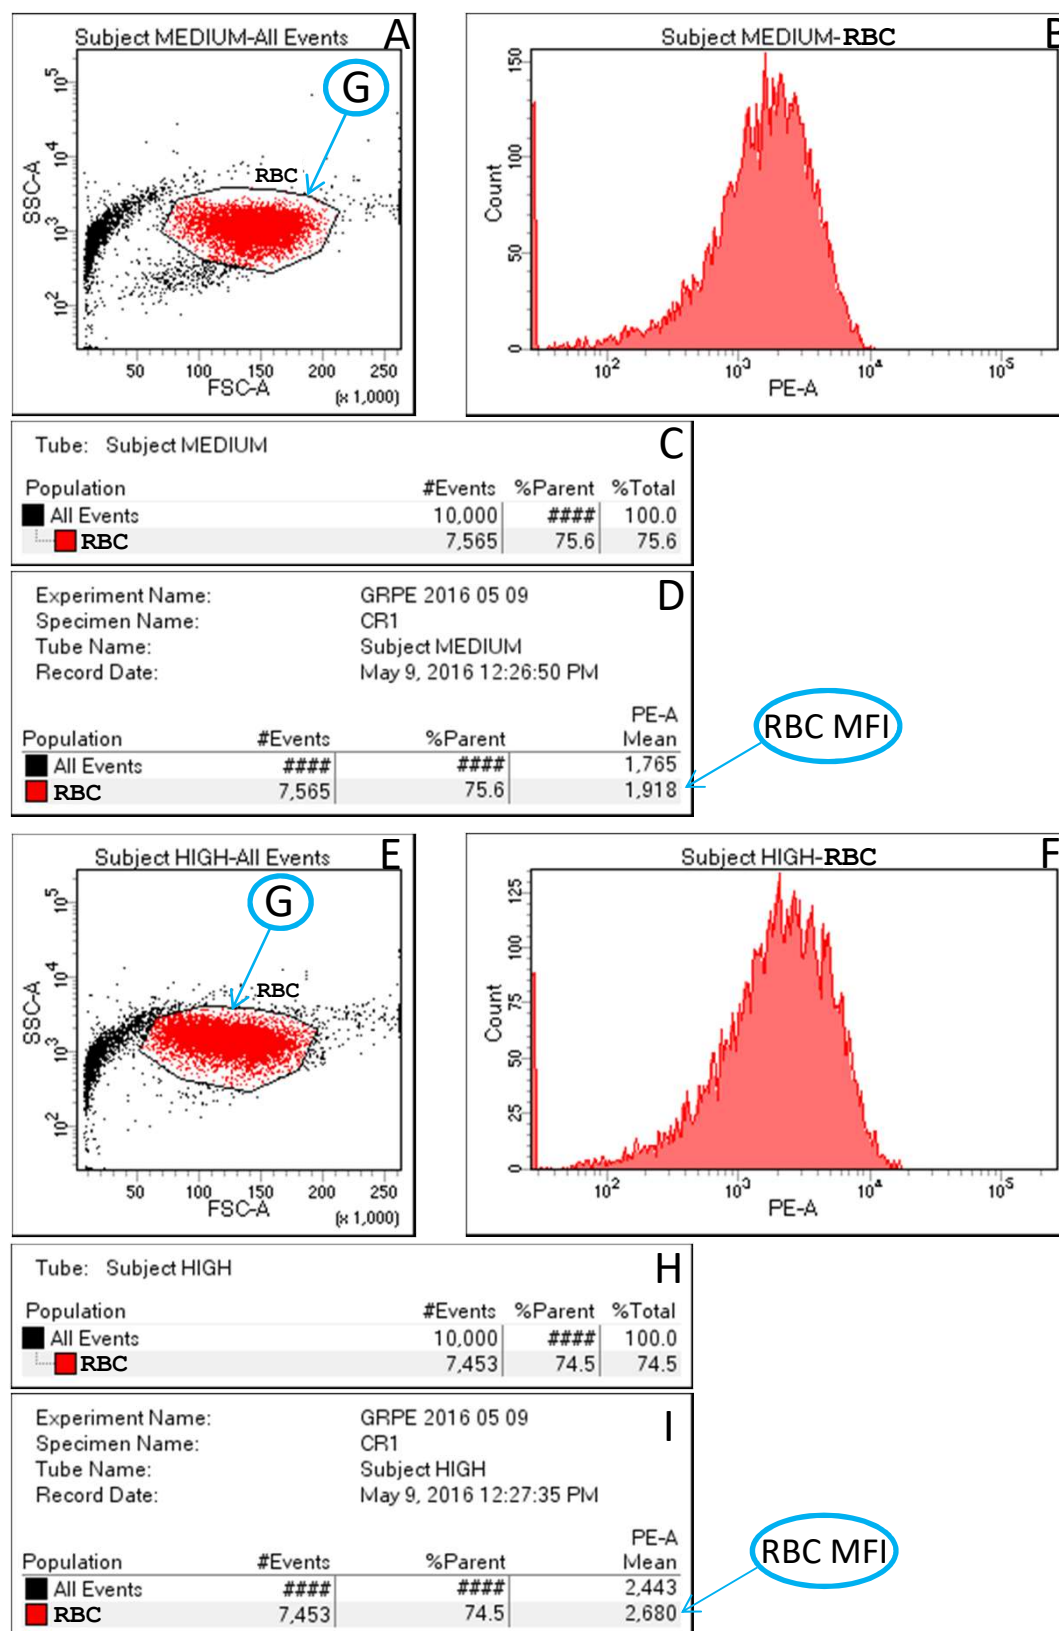 Subject MEDIUM-All Events A
G
RBC
SSC-A
10^5
10^4
10^3
10^2
50 100 150 200 250
FSC-A
(x 1,000)
Subject MEDIUM-RBC B
Count
150
100
50
0
10^2 10^3 10^4 10^5
PE-A
Tube: Subject MEDIUM C
Population #Events %Parent %Total
All Events 10,000 #### 100.0
RBC 7,565 75.6 75.6
Experiment Name: GRPE 2016 05 09 D
Specimen Name: CR1
Tube Name: Subject MEDIUM
Record Date: May 9, 2016 12:26:50 PM
PE-A
Population #Events %Parent Mean
All Events #### #### 1,765
RBC 7,565 75.6 1,918
RBC MFI
Subject HIGH-All Events E
G
RBC
SSC-A
10^5
10^4
10^3
10^2
50 100 150 200 250
FSC-A
(x 1,000)
Subject HIGH-RBC F
Count
125
100
75
50
25
0
10^2 10^3 10^4 10^5
PE-A
Tube: Subject HIGH H
Population #Events %Parent %Total
All Events 10,000 #### 100.0
RBC 7,453 74.5 74.5
Experiment Name: GRPE 2016 05 09 I
Specimen Name: CR1
Tube Name: Subject HIGH
Record Date: May 9, 2016 12:27:35 PM
PE-A
Population #Events %Parent Mean
All Events #### #### 2,443
RBC 7,453 74.5 2,680
RBC MFI